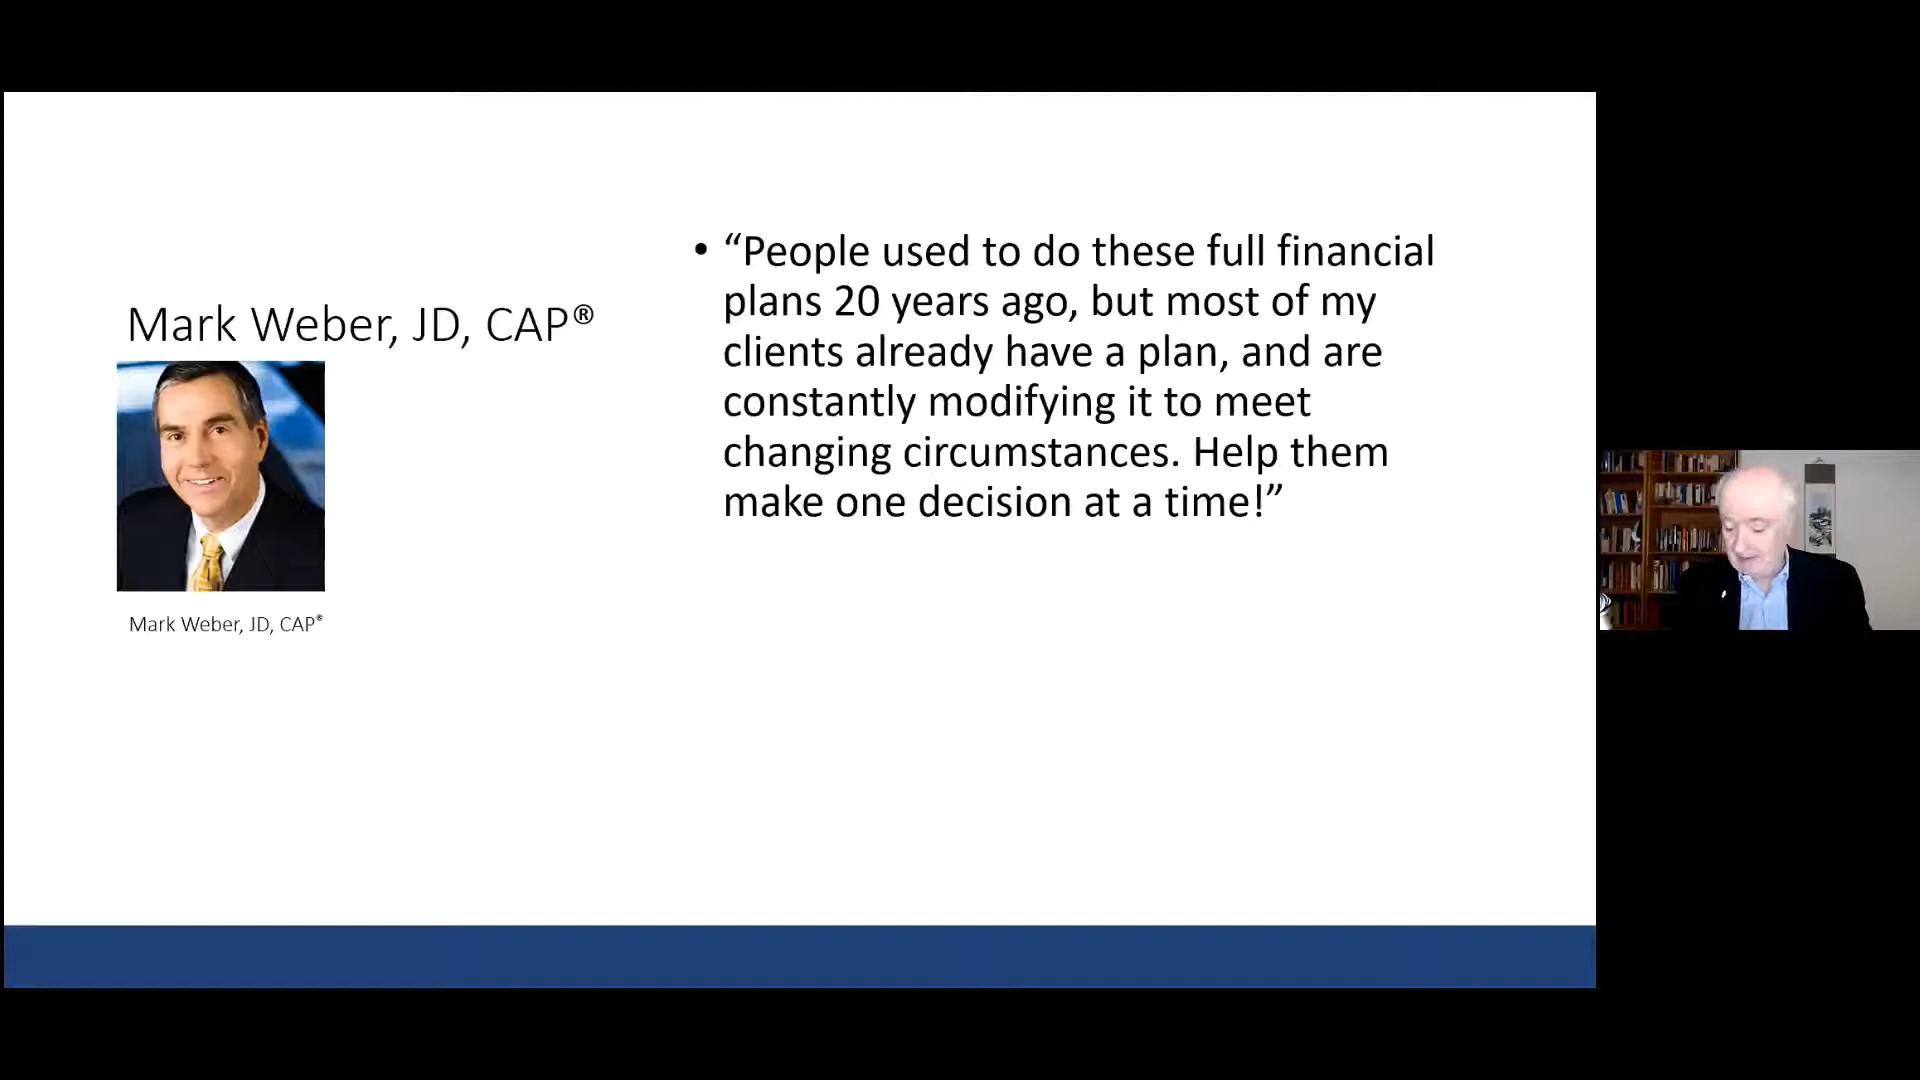 Mark Weber, JD, CAP®
Mark Weber, JD, CAP®
• “People used to do these full financial
plans 20 years ago, but most of my
clients already have a plan, and are
constantly modifying it to meet
changing circumstances. Help them
make one decision at a time!”